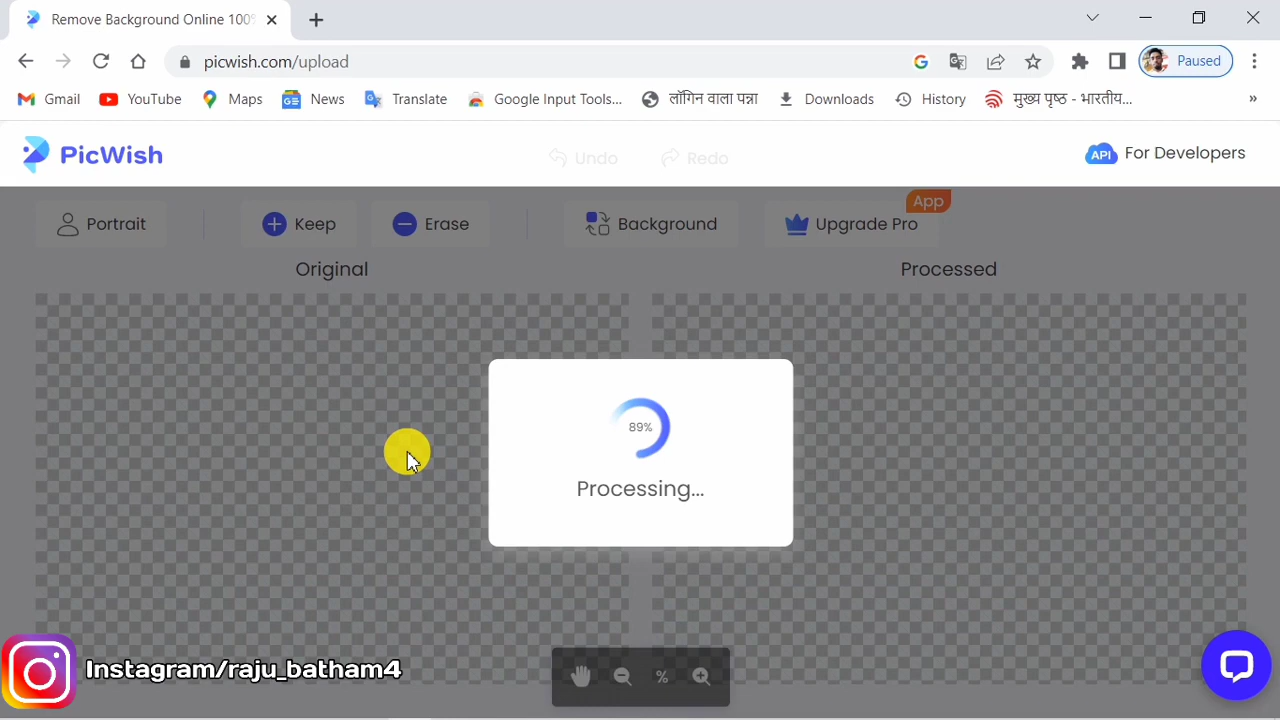 Remove Background Online 100%
picwish.com/upload
Paused
Gmail YouTube Maps News Translate Google Input Tools... लॉगिन वाला पन्ना Downloads History मुख्य पृष्ठ - भारतीय... »
PicWish Undo Redo API For Developers
App
Portrait Keep Erase Background Upgrade Pro
Original Processed
89%
Processing...
%
Instagram/raju_batham4